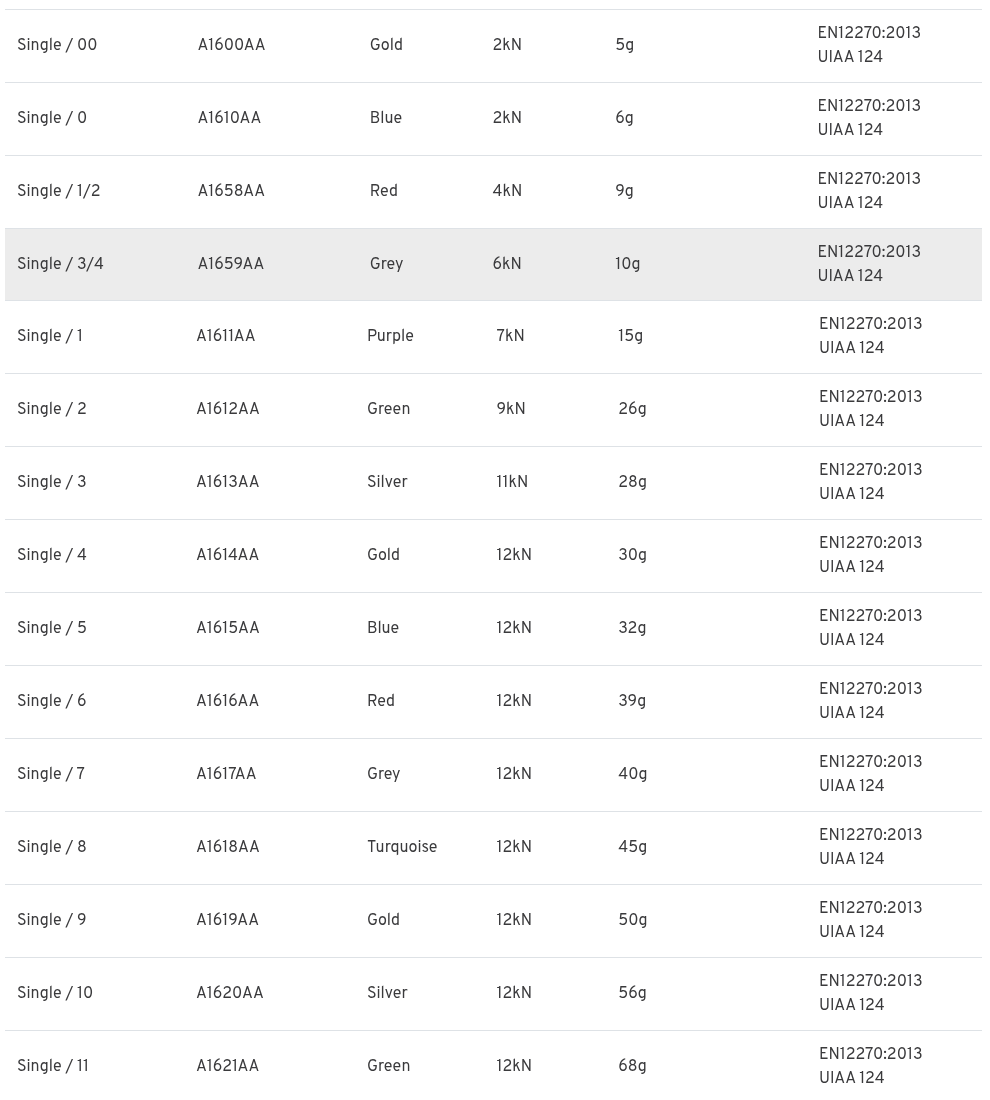 Single / 00 A1600AA Gold 2kN 5g EN12270:2013
UIAA 124
Single / 0 A1610AA Blue 2kN 6g EN12270:2013
UIAA 124
Single / 1/2 A1658AA Red 4kN 9g EN12270:2013
UIAA 124
Single / 3/4 A1659AA Grey 6kN 10g EN12270:2013
UIAA 124
Single / 1 A1611AA Purple 7kN 15g EN12270:2013
UIAA 124
Single / 2 A1612AA Green 9kN 26g EN12270:2013
UIAA 124
Single / 3 A1613AA Silver 11kN 28g EN12270:2013
UIAA 124
Single / 4 A1614AA Gold 12kN 30g EN12270:2013
UIAA 124
Single / 5 A1615AA Blue 12kN 32g EN12270:2013
UIAA 124
Single / 6 A1616AA Red 12kN 39g EN12270:2013
UIAA 124
Single / 7 A1617AA Grey 12kN 40g EN12270:2013
UIAA 124
Single / 8 A1618AA Turquoise 12kN 45g EN12270:2013
UIAA 124
Single / 9 A1619AA Gold 12kN 50g EN12270:2013
UIAA 124
Single / 10 A1620AA Silver 12kN 56g EN12270:2013
UIAA 124
Single / 11 A1621AA Green 12kN 68g EN12270:2013
UIAA 124